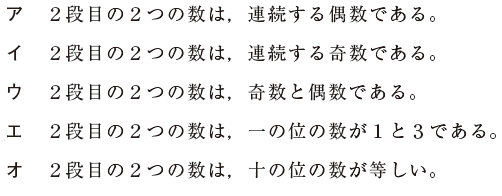 ア　２段目の２つの数は，連続する偶数である。
イ　２段目の２つの数は，連続する奇数である。
ウ　２段目の２つの数は，奇数と偶数である。
エ　２段目の２つの数は，一の位の数が１と３である。
オ　２段目の２つの数は，十の位の数が等しい。